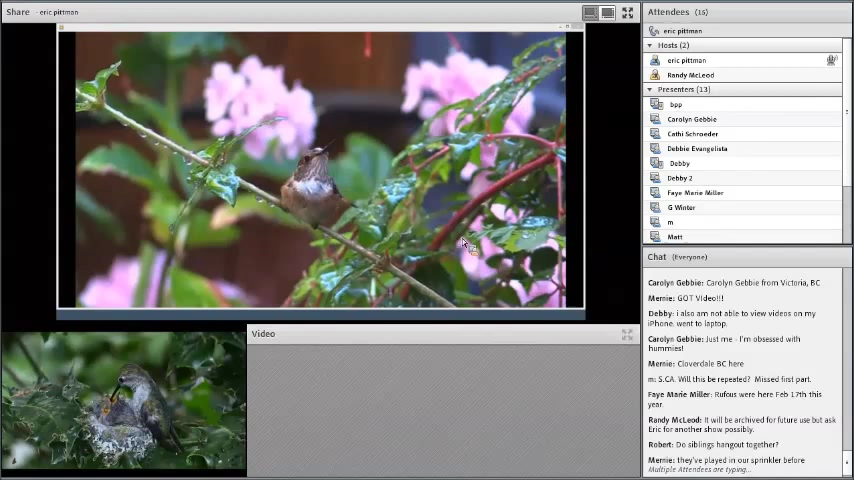 Share - eric pittman
Attendees (15)
eric pittman
Hosts (2)
eric pittman
Randy McLeod
Presenters (13)
bpp
Carolyn Gebbie
Cathi Schroeder
Debbie Evangelista
Debby
Debby 2
Faye Marie Miller
G Winter
m
Matt
Chat (Everyone)
Carolyn Gebbie: Carolyn Gebbie from Victoria, BC
Mernie: GOT VIdeo!!!
Debby: i also am not able to view videos on my
iPhone. went to laptop.
Carolyn Gebbie: Just me - I'm obsessed with
hummies!
Mernie: Cloverdale BC here
m: S.CA. Will this be repeated? Missed first part.
Faye Marie Miller: Rufous were here Feb 17th this
year.
Randy McLeod: It will be archived for future use but ask
Eric for another show possibly.
Robert: Do siblings hangout together?
Mernie: they've played in our sprinkler before
Multiple Attendees are typing...
Video